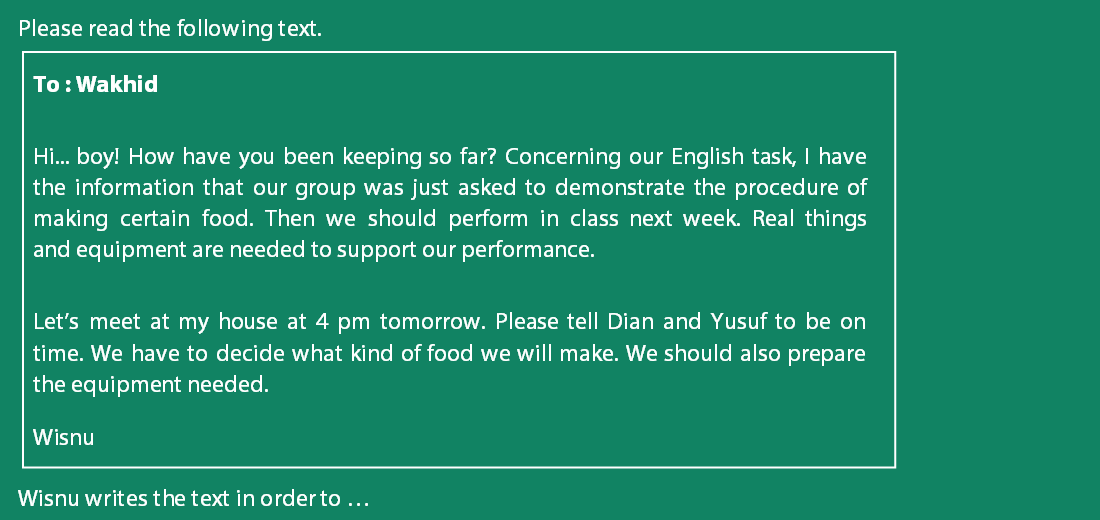 Please read the following text.
To : Wakhid
Hi... boy! How have you been keeping so far? Concerning our English task, I have
the information that our group was just asked to demonstrate the procedure of
making certain food. Then we should perform in class next week. Real things
and equipment are needed to support our performance.
Let's meet at my house at 4 pm tomorrow. Please tell Dian and Yusuf to be on
time. We have to decide what kind of food we will make. We should also prepare
the equipment needed.
Wisnu
Wisnu writes the text in order to …